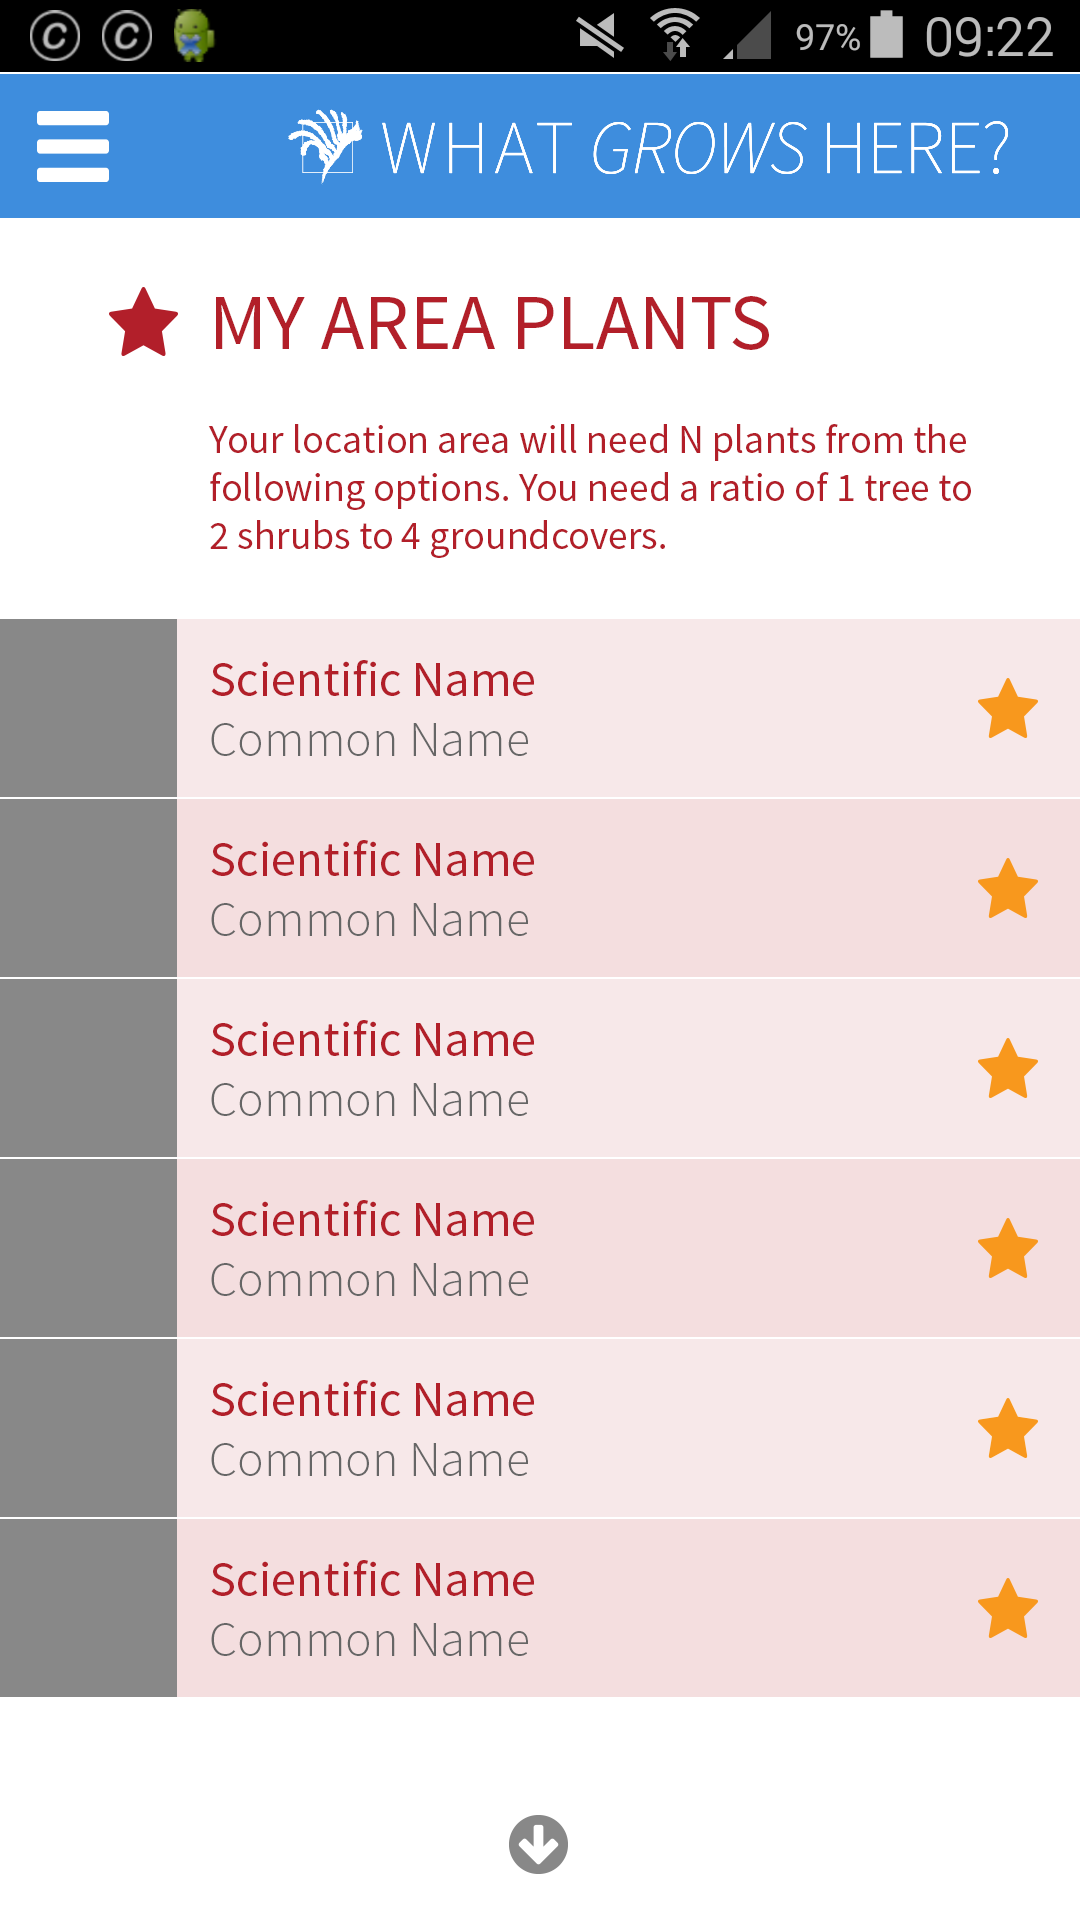 C C 97% 09:22
WHAT GROWS HERE?
MY AREA PLANTS
Your location area will need N plants from the
following options. You need a ratio of 1 tree to
2 shrubs to 4 groundcovers.
Scientific Name
Common Name
Scientific Name
Common Name
Scientific Name
Common Name
Scientific Name
Common Name
Scientific Name
Common Name
Scientific Name
Common Name